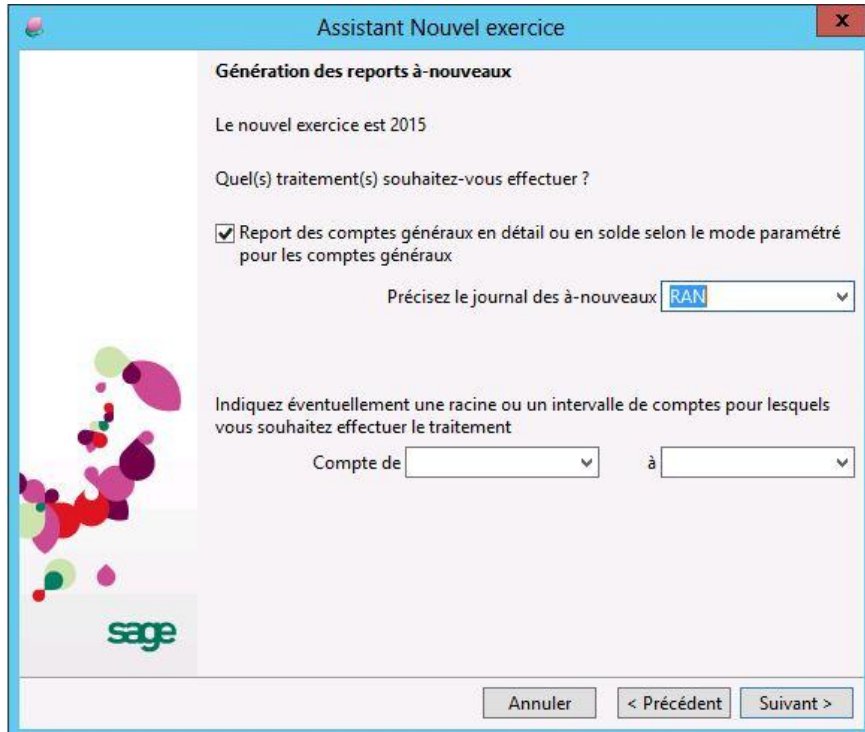 Assistant Nouvel exercice
x
Génération des reports à-nouveaux
Le nouvel exercice est 2015
Quel(s) traitement(s) souhaitez-vous effectuer ?
Report des comptes généraux en détail ou en solde selon le mode paramétré
pour les comptes généraux
Précisez le journal des à-nouveaux RAN
Indiquez éventuellement une racine ou un intervalle de comptes pour lesquels
vous souhaitez effectuer le traitement
Compte de à
sage
Annuler < Précédent Suivant >